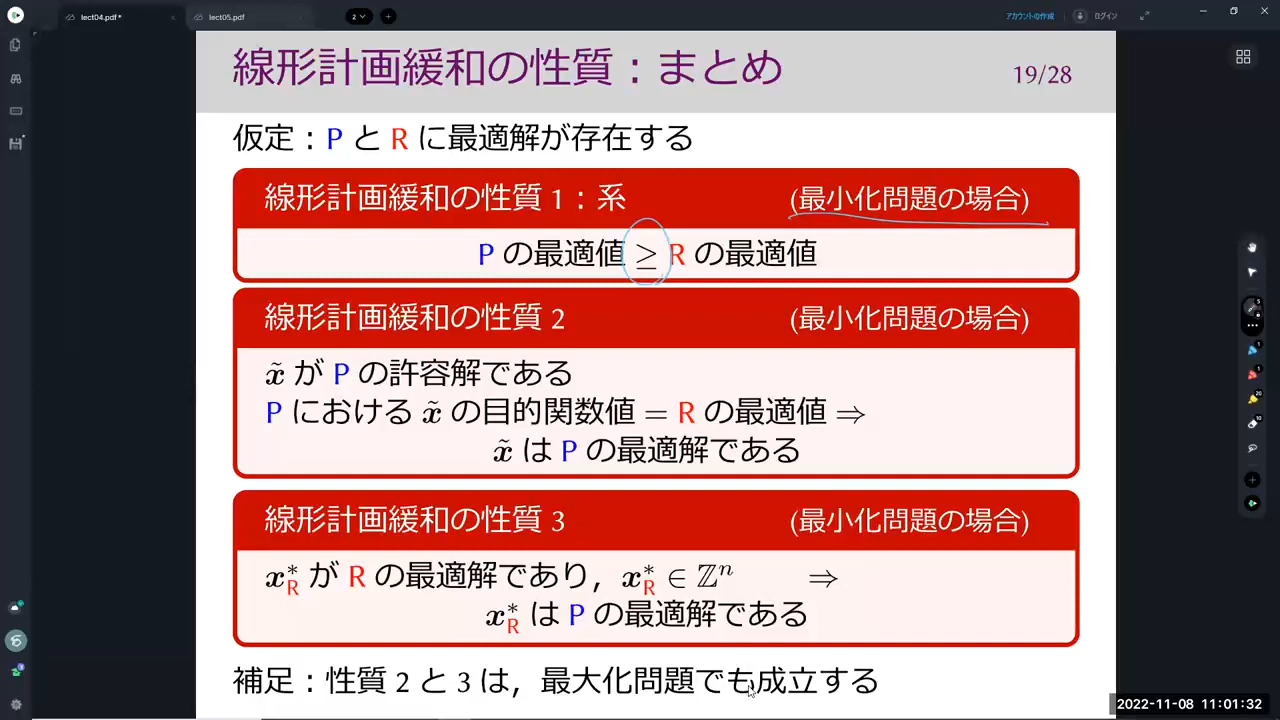 lect04.pdf*
lect05.pdf
2
アカウントの作成
ログイン
線形計画緩和の性質：まとめ
19/28
仮定：P と R に最適解が存在する
線形計画緩和の性質 1：系 (最小化問題の場合)
P の最適値 ≥ R の最適値
線形計画緩和の性質 2 (最小化問題の場合)
x̃ が P の許容解である
P における x̃ の目的関数値 = R の最適値 ⇒
x̃ は P の最適解である
線形計画緩和の性質 3 (最小化問題の場合)
x*R が R の最適解であり，x*R ∈ ℤⁿ ⇒
x*R は P の最適解である
補足：性質 2 と 3 は，最大化問題でも成立する
2022-11-08 11:01:32